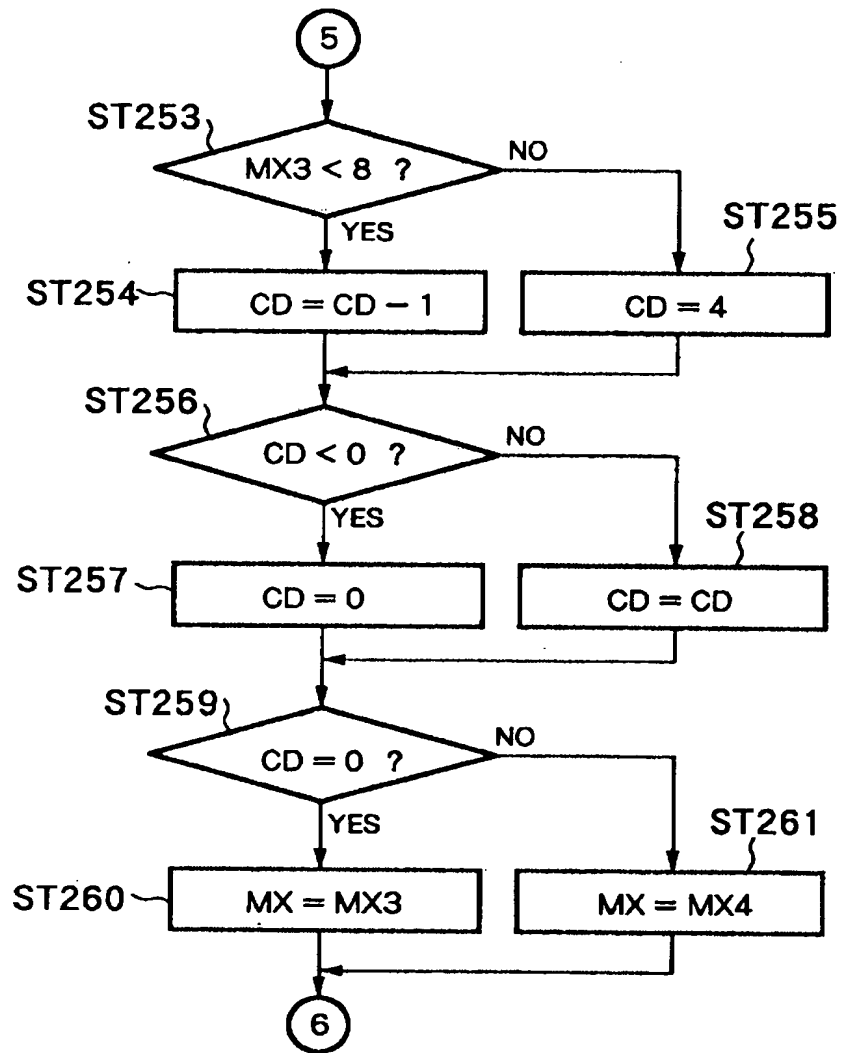 5
ST253
MX3 < 8 ?
NO
YES
ST255
ST254
CD = CD - 1
CD = 4
ST256
CD < 0 ?
NO
YES
ST258
ST257
CD = 0
CD = CD
ST259
CD = 0 ?
NO
YES
ST261
ST260
MX = MX3
MX = MX4
6